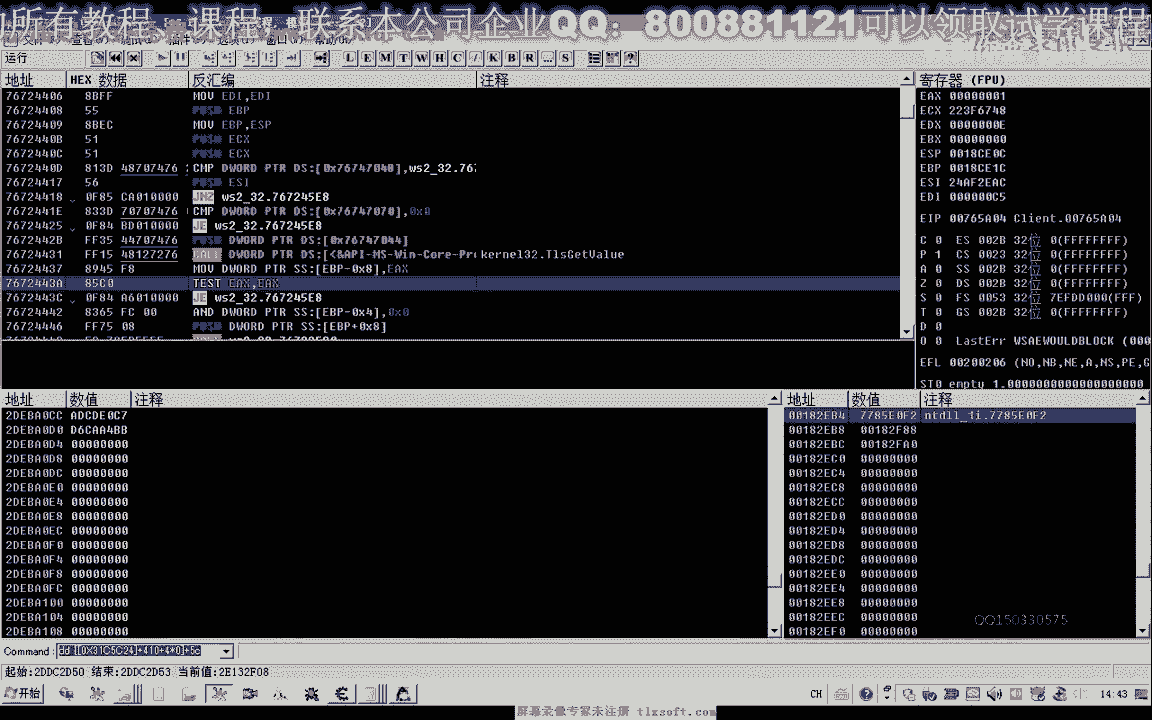 所有教程、课程，联系本公司企业QQ：800881121可以领取试学课程
运行
L E M T W H C / K B R ... S
地址 HEX 数据 反汇编 注释
76724406 8BFF MOV EDI,EDI
76724408 55 PUSH EBP
76724409 8BEC MOV EBP,ESP
7672440B 51 PUSH ECX
7672440C 51 PUSH ECX
7672440D 813D 48707476 CMP DWORD PTR DS:[0x76747048],ws2_32.767
76724417 56 PUSH ESI
76724418 0F85 CA010000 JNZ ws2_32.767245E8
7672441E 833D 70707476 CMP DWORD PTR DS:[0x76747070],0x0
76724425 0F84 BD010000 JE ws2_32.767245E8
7672442B FF35 44707476 PUSH DWORD PTR DS:[0x76747044]
76724431 FF15 48127276 CALL DWORD PTR DS:[<&API-MS-Win-Core-Pro kernel32.TlsGetValue
76724437 8945 F8 MOV DWORD PTR SS:[EBP-0x8],EAX
7672443A 85C0 TEST EAX,EAX
7672443C 0F84 A6010000 JE ws2_32.767245E8
76724442 8365 FC 00 AND DWORD PTR SS:[EBP-0x4],0x0
76724446 FF75 08 PUSH DWORD PTR SS:[EBP+0x8]
寄存器 (FPU)
EAX 00000001
ECX 223F6748
EDX 0000000E
EBX 00000000
ESP 0018CE0C
EBP 0018CE1C
ESI 24AF2EAC
EDI 000000C5
EIP 00765A04 Client.00765A04
C 0 ES 002B 32位 0(FFFFFFFF)
P 1 CS 0023 32位 0(FFFFFFFF)
A 0 SS 002B 32位 0(FFFFFFFF)
Z 0 DS 002B 32位 0(FFFFFFFF)
S 0 FS 0053 32位 7EFDD000(FFF)
T 0 GS 002B 32位 0(FFFFFFFF)
D 0
O 0 LastErr WSAEWOULDBLOCK (000
EFL 00200206 (NO,NB,NE,A,NS,PE,G
ST0 empty 1.0000000000000000000
地址 数值 注释
2DEBA0CC ADCDE0C7
2DEBA0D0 D6CAA4BB
2DEBA0D4 00000000
2DEBA0D8 00000000
2DEBA0DC 00000000
2DEBA0E0 00000000
2DEBA0E4 00000000
2DEBA0E8 00000000
2DEBA0EC 00000000
2DEBA0F0 00000000
2DEBA0F4 00000000
2DEBA0F8 00000000
2DEBA0FC 00000000
2DEBA100 00000000
2DEBA104 00000000
2DEBA108 00000000
地址 数值 注释
00182EB4 7785E0F2 ntdll_1i.7785E0F2
00182EB8 00182F88
00182EBC 00182FA0
00182EC0 00000000
00182EC4 00000000
00182EC8 00000000
00182ECC 00000000
00182ED0 00000000
00182ED4 00000000
00182ED8 00000000
00182EDC 00000000
00182EE0 00000000
00182EE4 00000000
00182EE8 00000000
00182EEC 00000000
00182EF0 00000000
QQ150330575
Command: dd [[0X31C5C24]+410+4*0]+5c
起始:2DDC2D50 结束:2DDC2D53 当前值:2E132F08
开始
CH
14:43
屏幕录像专家未注册 tlxsoft.com